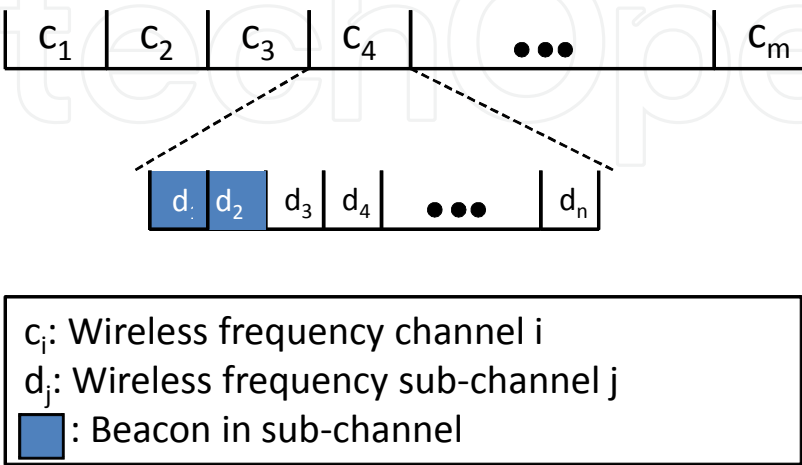 c1 c2 c3 c4 ●●● cm
d2 d3 d4 ●●● dn
ci: Wireless frequency channel i
dj: Wireless frequency sub-channel j
: Beacon in sub-channel